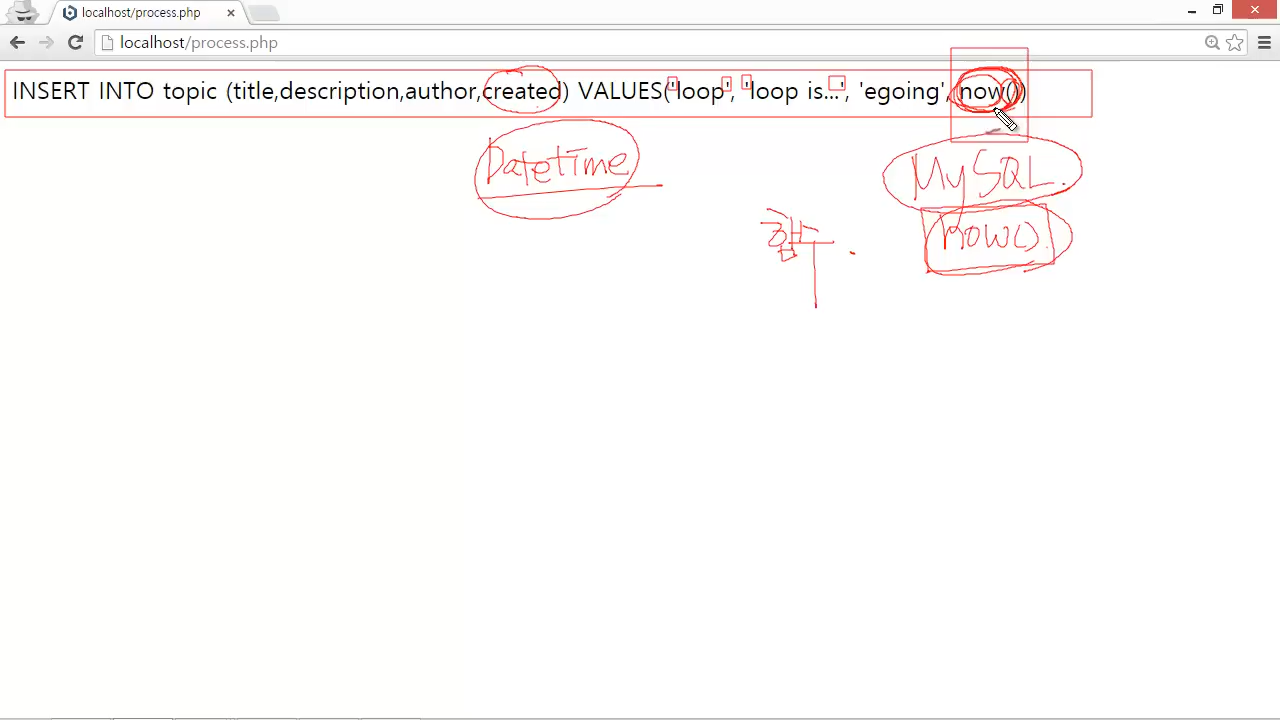 localhost/process.php
localhost/process.php
INSERT INTO topic (title,description,author,created) VALUES('loop', 'loop is...', 'egoing', now())
Datetime
MySQL.
now().